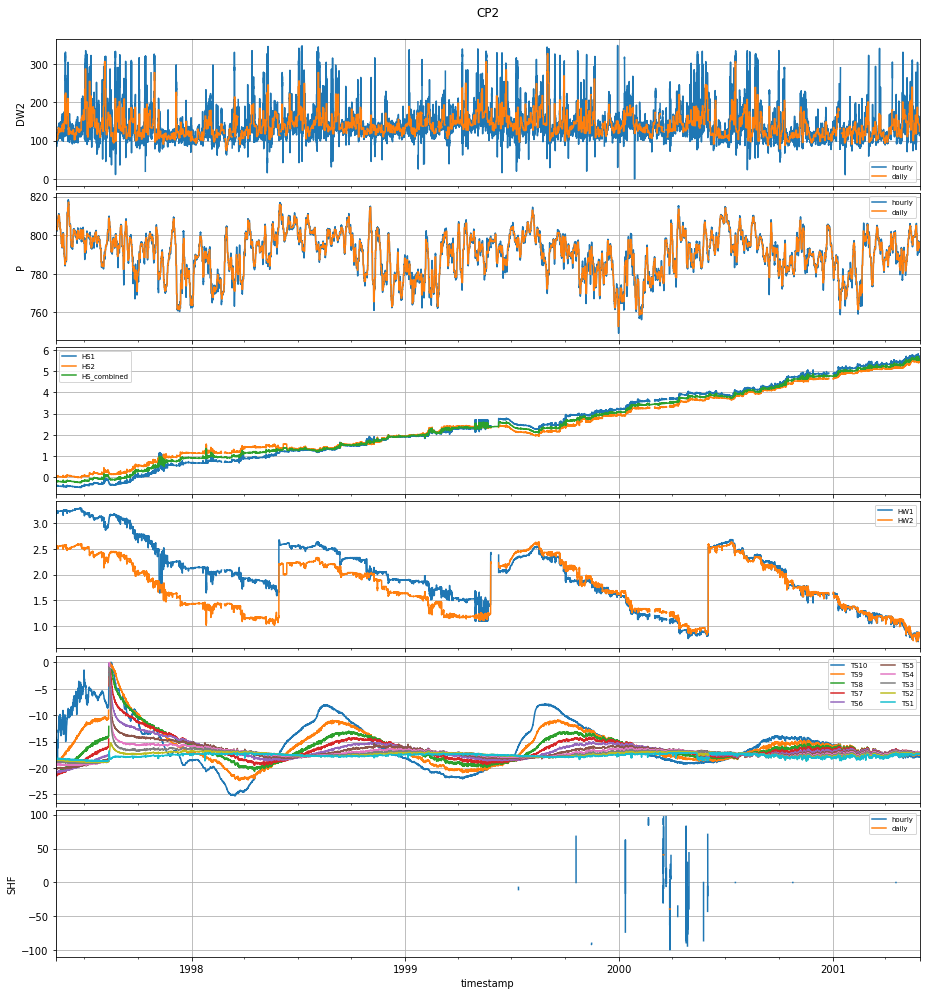 CP2
DW2
300
200
100
0
hourly
daily
P
820
800
780
760
hourly
daily
6
5
4
3
2
1
0
HS1
HS2
HS_combined
3.0
2.5
2.0
1.5
1.0
HW1
HW2
0
−5
−10
−15
−20
−25
TS10 TS5
TS9 TS4
TS8 TS3
TS7 TS2
TS6 TS1
SHF
100
50
0
−50
−100
hourly
daily
1998 1999 2000 2001
timestamp